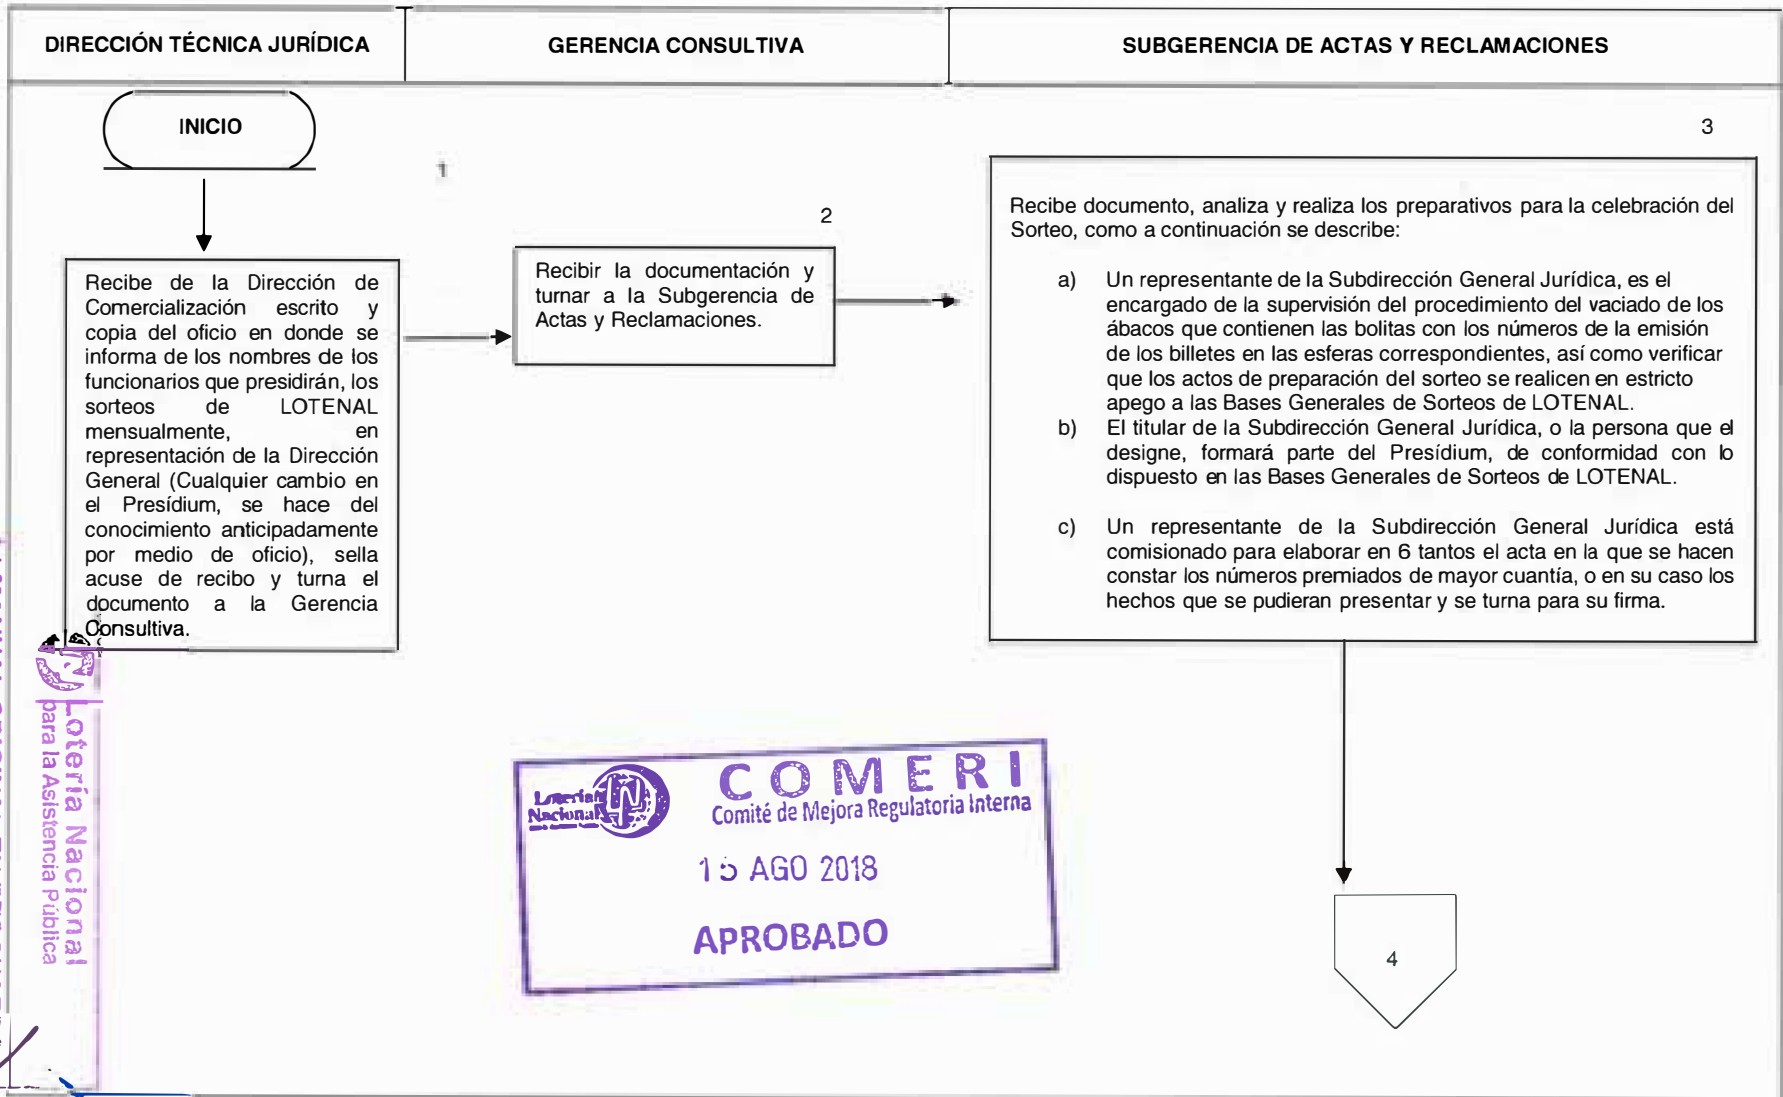 DIRECCIÓN TÉCNICA JURÍDICA
GERENCIA CONSULTIVA
SUBGERENCIA DE ACTAS Y RECLAMACIONES
INICIO
1
Recibe de la Dirección de
Comercialización escrito y
copia del oficio en donde se
informa de los nombres de los
funcionarios que presidirán, los
sorteos de LOTENAL
mensualmente, en
representación de la Dirección
General (Cualquier cambio en
el Presídium, se hace del
conocimiento anticipadamente
por medio de oficio), sella
acuse de recibo y turna el
documento a la Gerencia
Consultiva.
2
Recibir la documentación y
turnar a la Subgerencia de
Actas y Reclamaciones.
3
Recibe documento, analiza y realiza los preparativos para la celebración del
Sorteo, como a continuación se describe:
a) Un representante de la Subdirección General Jurídica, es el
encargado de la supervisión del procedimiento del vaciado de los
ábacos que contienen las bolitas con los números de la emisión
de los billetes en las esferas correspondientes, así como verificar
que los actos de preparación del sorteo se realicen en estricto
apego a las Bases Generales de Sorteos de LOTENAL.
b) El titular de la Subdirección General Jurídica, o la persona que el
designe, formará parte del Presídium, de conformidad con lo
dispuesto en las Bases Generales de Sorteos de LOTENAL.
c) Un representante de la Subdirección General Jurídica está
comisionado para elaborar en 6 tantos el acta en la que se hacen
constar los números premiados de mayor cuantía, o en su caso los
hechos que se pudieran presentar y se turna para su firma.
4
Lotería Nacional
para la Asistencia Pública
Lotería
Nacional
COMERI
Comité de Mejora Regulatoria Interna
15 AGO 2018
APROBADO